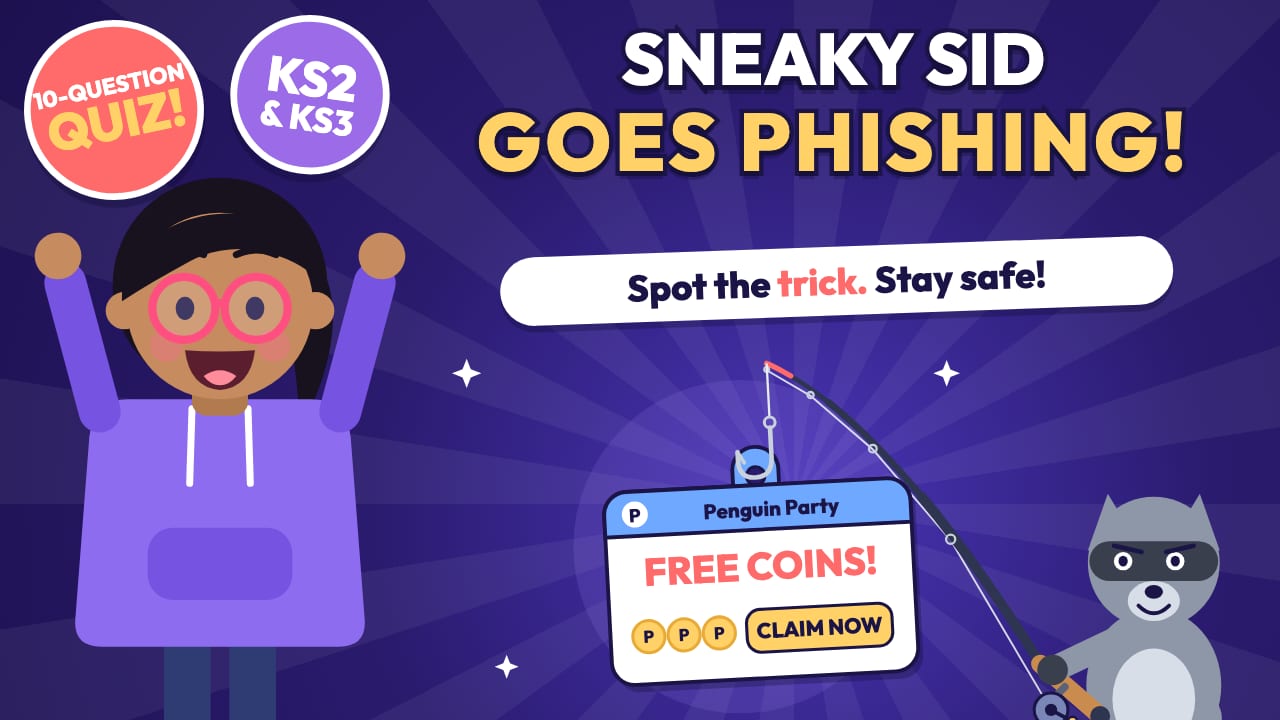 10-QUESTION
QUIZ!
KS2
& KS3
SNEAKY SID
GOES PHISHING!
Spot the trick. Stay safe!
P Penguin Party
FREE COINS!
P P P CLAIM NOW